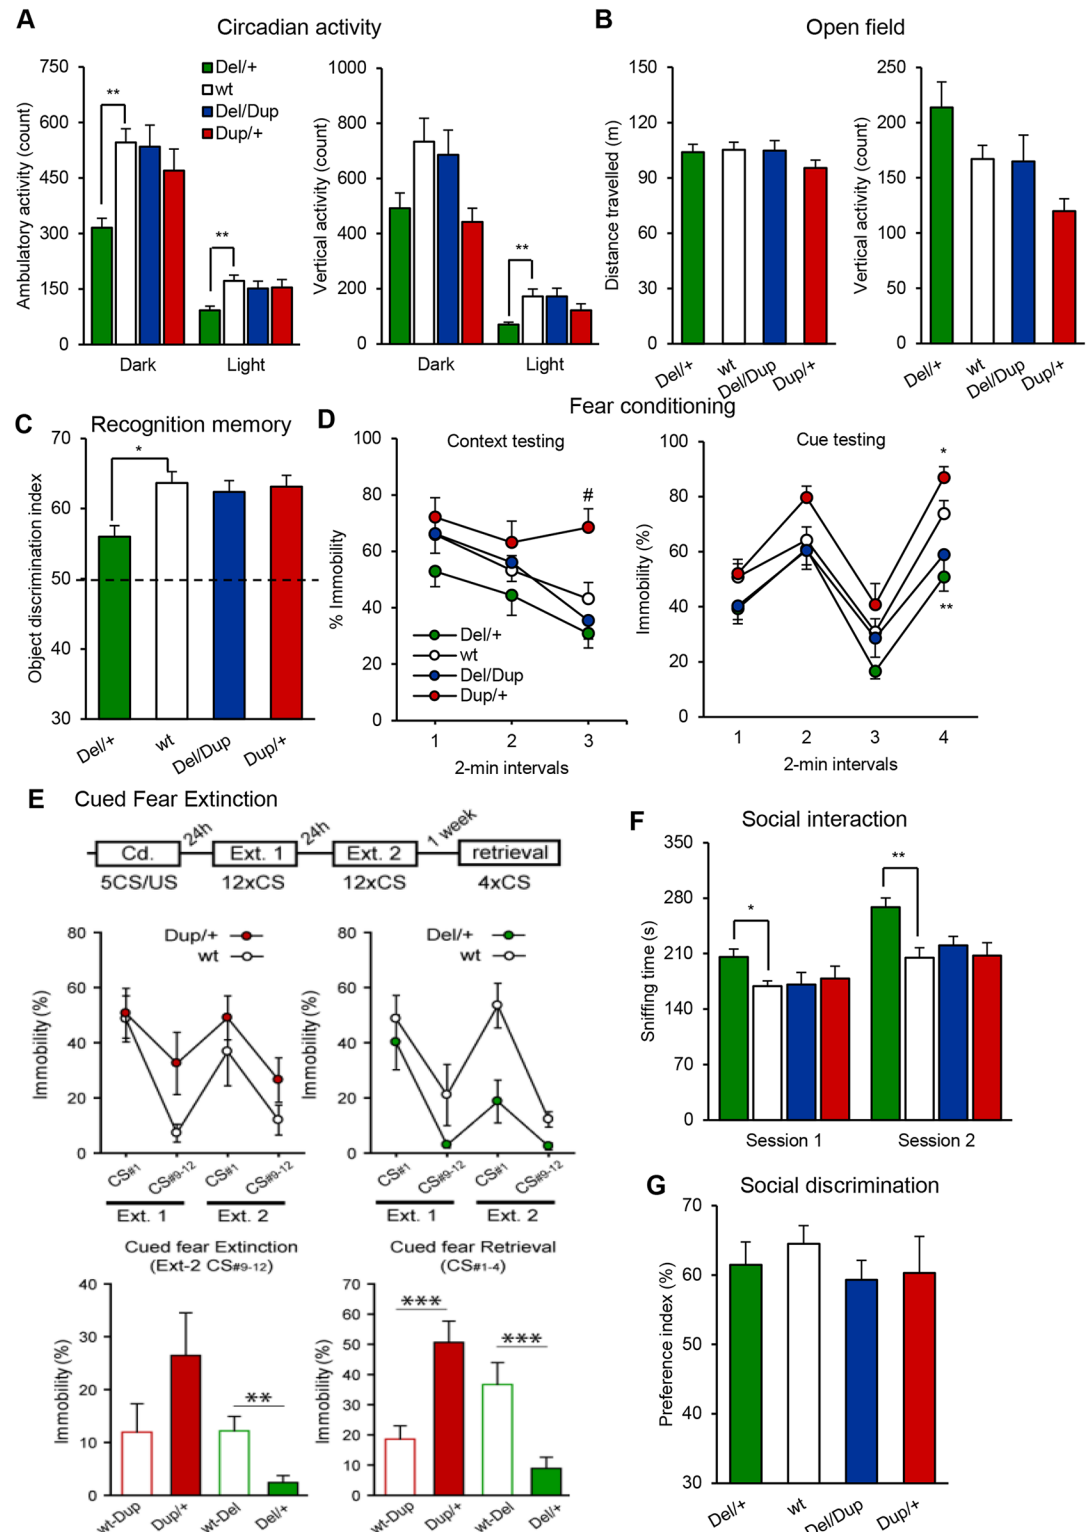 A
Circadian activity
Ambulatory activity (count)
750
600
450
300
150
0
**
**
Dark
Light
Del/+
wt
Del/Dup
Dup/+
Vertical activity (count)
1000
800
600
400
200
0
**
Dark
Light
B
Open field
Distance travelled (m)
150
120
90
60
30
0
Del/+
wt
Del/Dup
Dup/+
Vertical activity (count)
250
200
150
100
50
0
Del/+
wt
Del/Dup
Dup/+
C
Recognition memory
Object discrimination index
70
60
50
40
30
*
Del/+
wt
Del/Dup
Dup/+
D
Fear conditioning
Context testing
% Immobility
100
80
60
40
20
0
#
Del/+
wt
Del/Dup
Dup/+
1
2
3
2-min intervals
Cue testing
Immobility (%)
100
80
60
40
20
0
*
**
1
2
3
4
2-min intervals
E
Cued Fear Extinction
Cd.
24h
Ext. 1
24h
Ext. 2
1 week
retrieval
5CS/US
12xCS
12xCS
4xCS
Immobility (%)
80
60
40
20
0
Dup/+
wt
CS#1
CS#9-12
CS#1
CS#9-12
Ext. 1
Ext. 2
Immobility (%)
80
60
40
20
0
Del/+
wt
CS#1
CS#9-12
CS#1
CS#9-12
Ext. 1
Ext. 2
Cued fear Extinction
(Ext-2 CS#9-12)
Immobility (%)
40
30
20
10
0
**
wt-Dup
Dup/+
wt-Del
Del/+
Cued fear Retrieval
(CS#1-4)
Immobility (%)
70
60
50
40
30
20
10
0
***
***
wt-Dup
Dup/+
wt-Del
Del/+
F
Social interaction
Sniffing time (s)
350
280
210
140
70
0
*
**
Session 1
Session 2
G
Social discrimination
Preference index (%)
70
60
50
40
30
Del/+
wt
Del/Dup
Dup/+